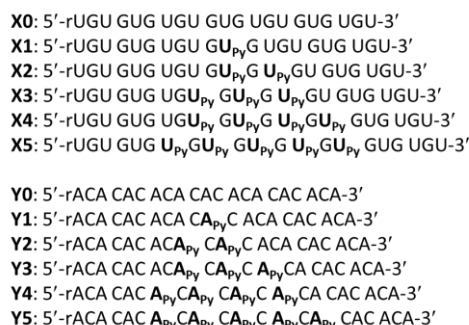 X0: 5′-rUGU GUG UGU GUG UGU GUG UGU-3′
X1: 5′-rUGU GUG UGU GUPyG UGU GUG UGU-3′
X2: 5′-rUGU GUG UGU GUPyG UPyGU GUG UGU-3′
X3: 5′-rUGU GUG UGUPy GUPyG UPyGU GUG UGU-3′
X4: 5′-rUGU GUG UGUPy GUPyG UPyGUPy GUG UGU-3′
X5: 5′-rUGU GUG UPyGUPy GUPyG UPyGUPy GUG UGU-3′
Y0: 5′-rACA CAC ACA CAC ACA CAC ACA-3′
Y1: 5′-rACA CAC ACA CAPyC ACA CAC ACA-3′
Y2: 5′-rACA CAC ACAPy CAPyC ACA CAC ACA-3′
Y3: 5′-rACA CAC ACAPy CAPyC APyCA CAC ACA-3′
Y4: 5′-rACA CAC APyCAPy CAPyC APyCA CAC ACA-3′
Y5: 5′-rACA CAC APyCAPy CAPyC APyCAPy CAC ACA-3′